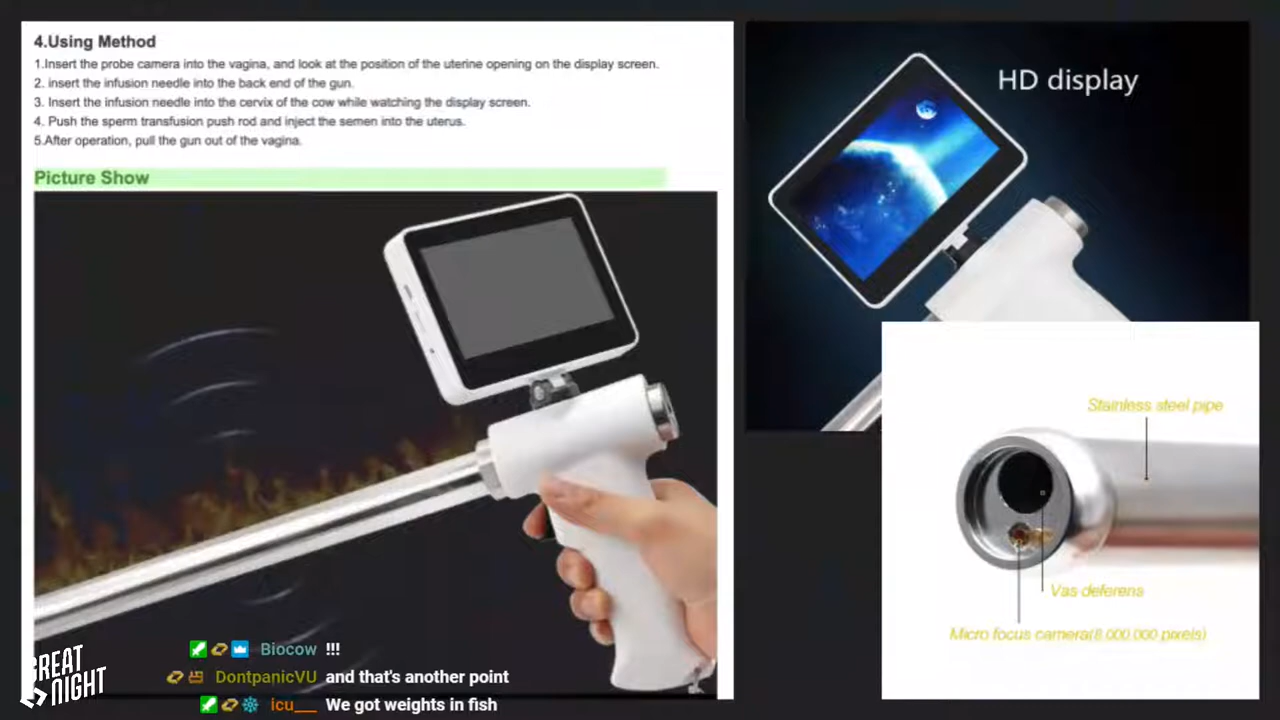 4.Using Method
1.Insert the probe camera into the vagina, and look at the position of the uterine opening on the display screen.
2. insert the infusion needle into the back end of the gun.
3. Insert the infusion needle into the cervix of the cow while watching the display screen.
4. Push the sperm transfusion push rod and inject the semen into the uterus.
5.After operation, pull the gun out of the vagina.
Picture Show
HD display
Stainless steel pipe
Vas deferens
Micro focus camera(8.000.000 pixels)
Biocow !!!
DontpanicVU and that's another point
icu___ We got weights in fish
GREAT
NIGHT